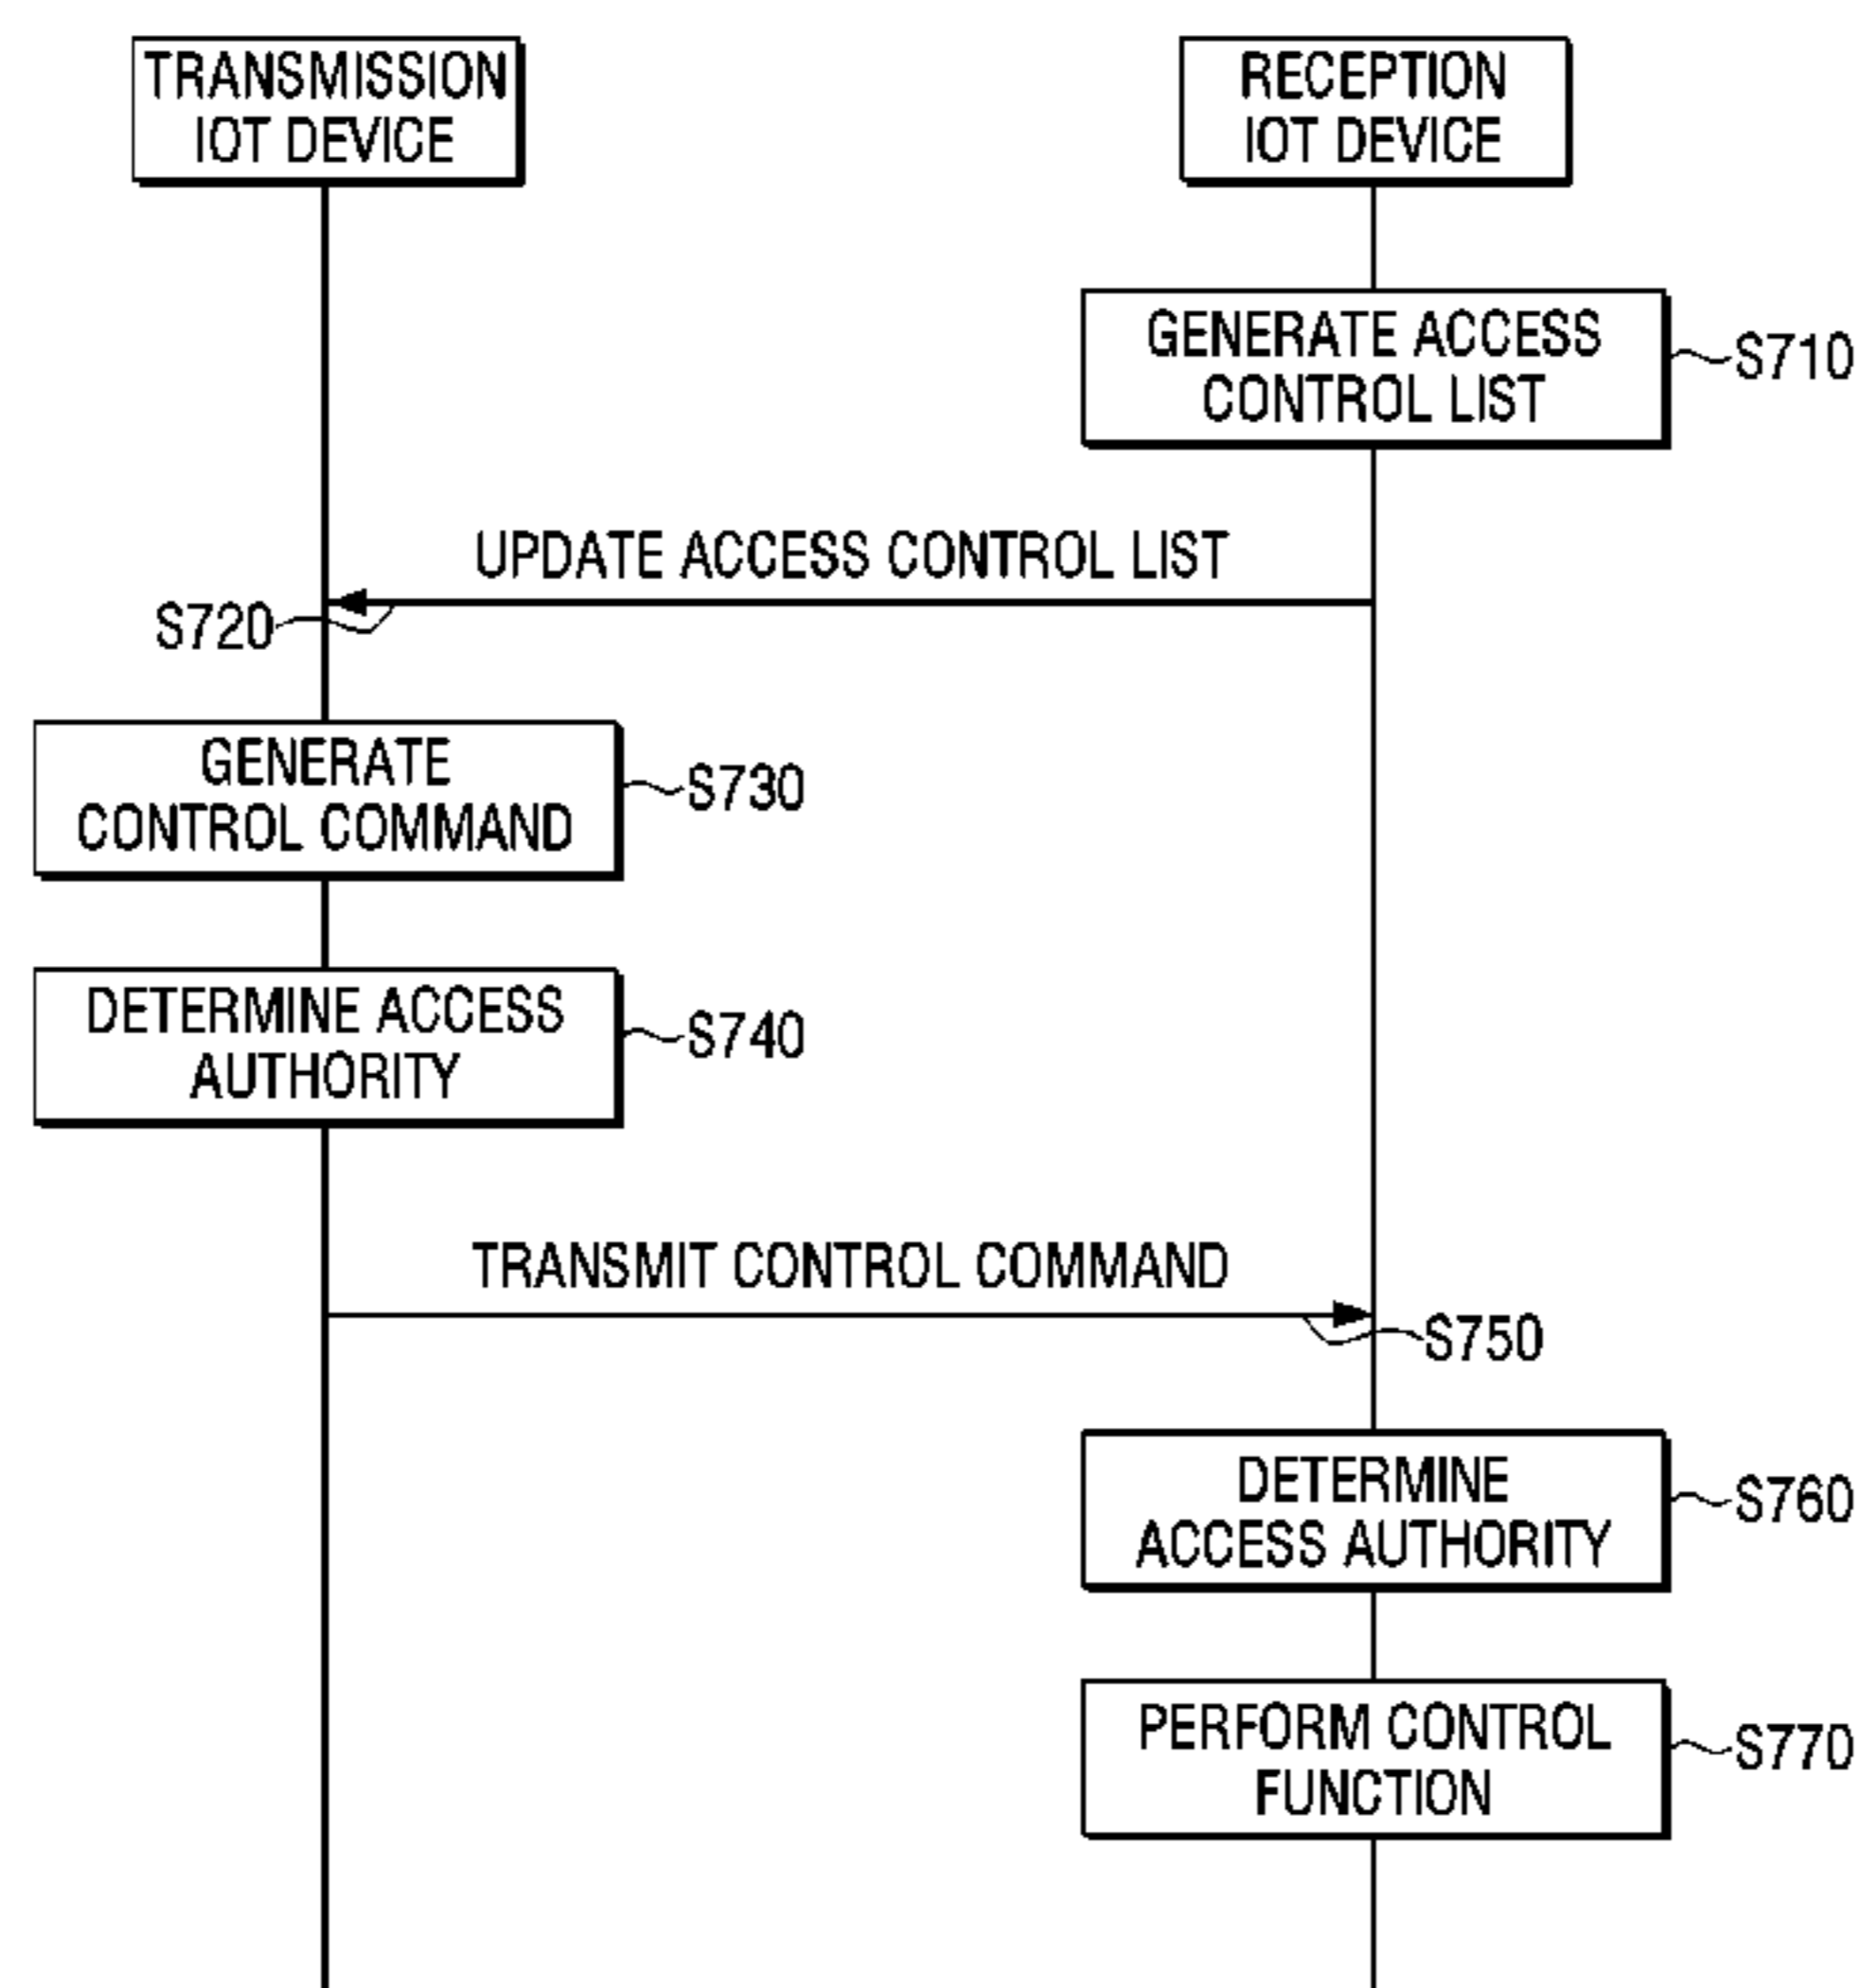 TRANSMISSION
IOT DEVICE
RECEPTION
IOT DEVICE
GENERATE ACCESS
CONTROL LIST
S710
UPDATE ACCESS CONTROL LIST
S720
GENERATE
CONTROL COMMAND
S730
DETERMINE ACCESS
AUTHORITY
S740
TRANSMIT CONTROL COMMAND
S750
DETERMINE
ACCESS AUTHORITY
S760
PERFORM CONTROL
FUNCTION
S770